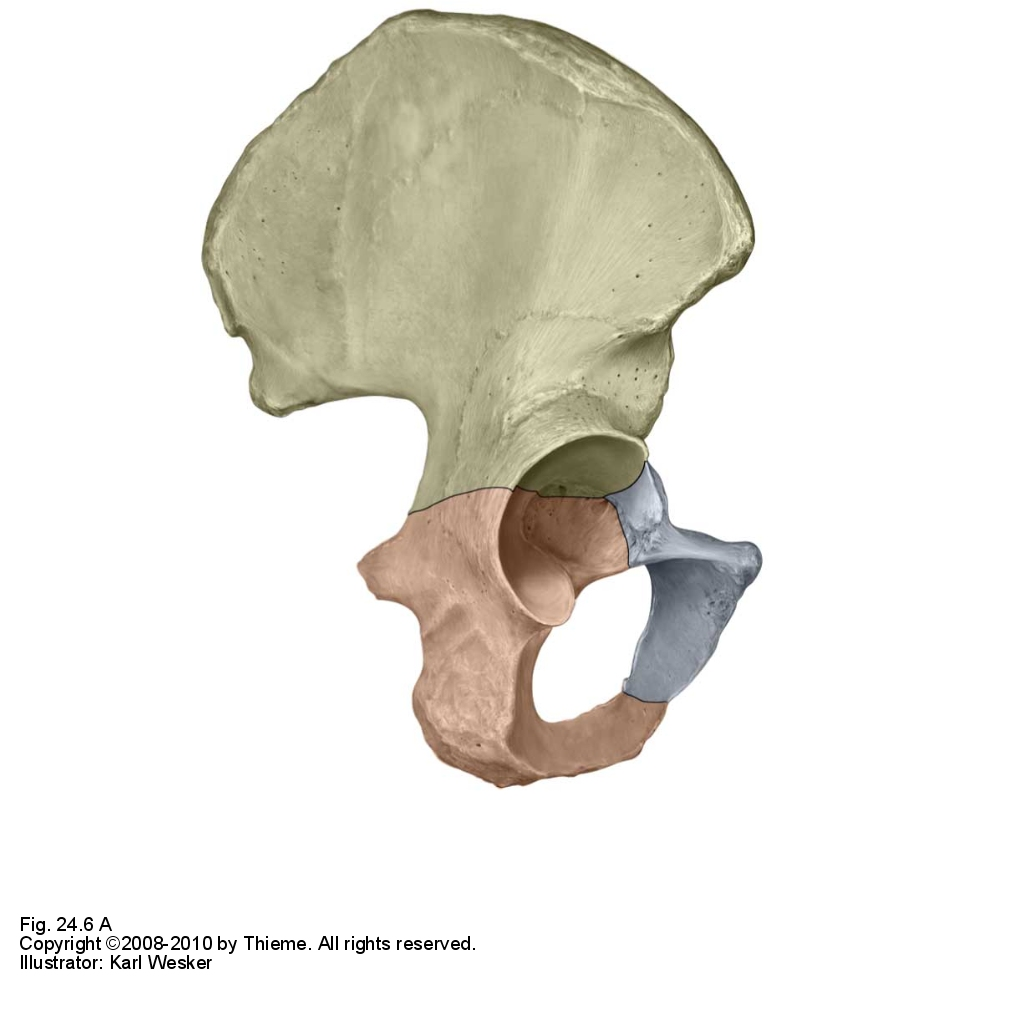 Fig. 24.6 A
Copyright ©2008-2010 by Thieme. All rights reserved.
Illustrator: Karl Wesker